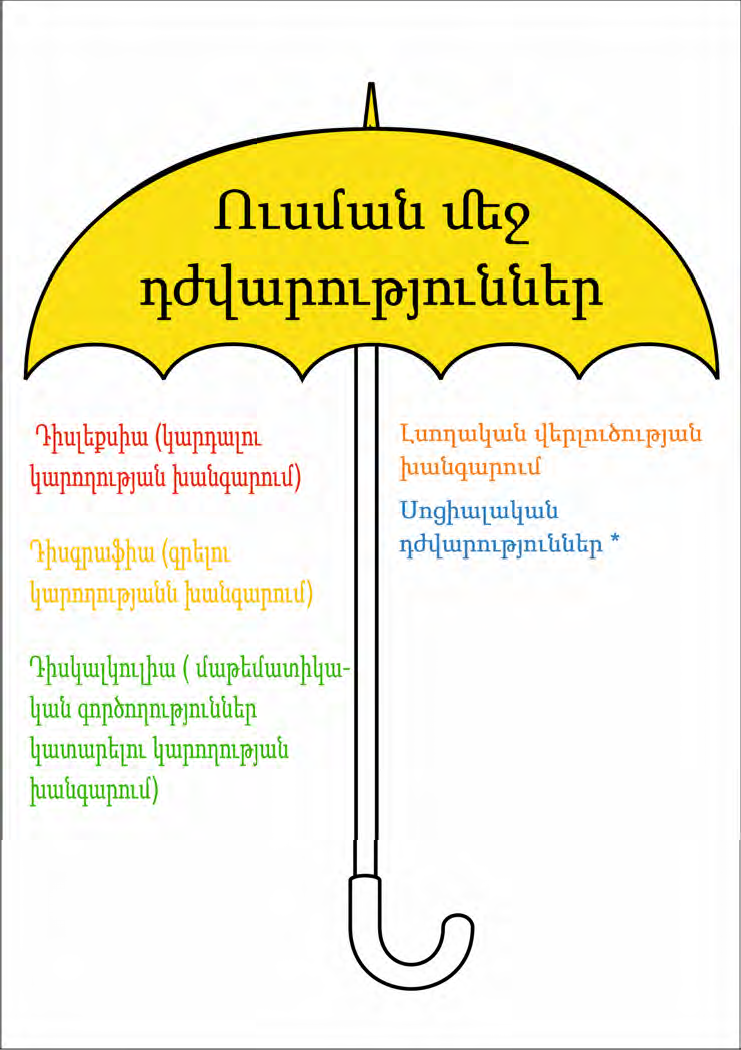 Ուսման մեջ
դժվարություններ
Դիսլեքսիա (կարդալու
կարողության խանգարում)
Դիսգրաֆիա (գրելու
կարողությանն խանգարում)
Դիսկալկուլիա ( մաթեմատիկա-
կան գործողություններ
կատարելու կարողության
խանգարում)
Լսողական վերլուծության
խանգարում
Սոցիալական
դժվարություններ *